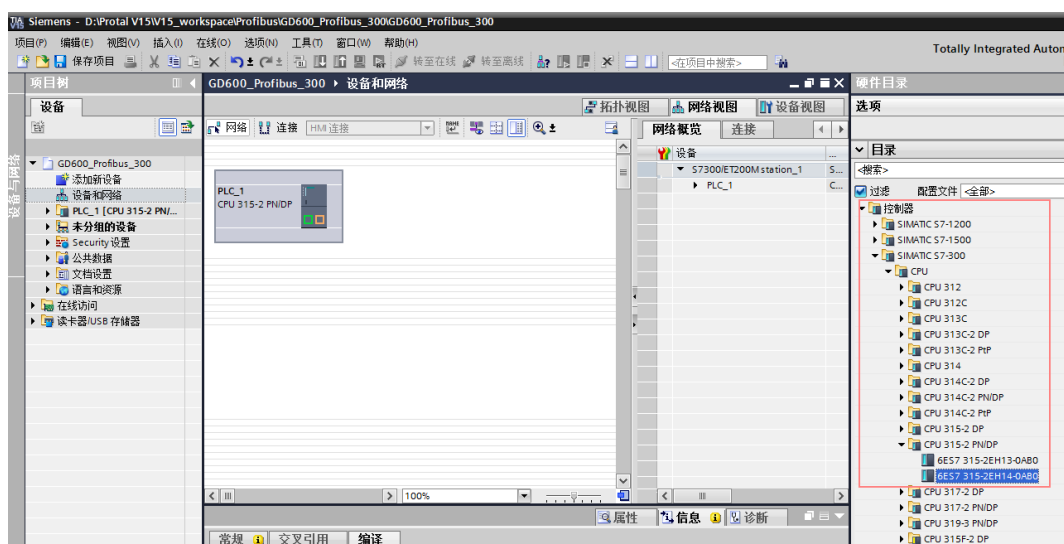 Siemens - D:\Protal V15\V15_workspace\Profibus\GD600_Profibus_300\GD600_Profibus_300
项目(P) 编辑(E) 视图(V) 插入(I) 在线(O) 选项(N) 工具(T) 窗口(W) 帮助(H)
Totally Integrated Autom
保存项目 转至在线 转至离线 <在项目中搜索>
项目树
设备
设备与网络
GD600_Profibus_300
添加新设备
设备和网络
PLC_1 [CPU 315-2 PN/...
未分组的设备
Security 设置
公共数据
文档设置
语言和资源
在线访问
读卡器/USB 存储器
GD600_Profibus_300 ▸ 设备和网络
拓扑视图 网络视图 设备视图
网络 连接 HMI 连接
PLC_1
CPU 315-2 PN/DP
100%
网络概览 连接
设备 ...
S7300/ET200M station_1 S...
PLC_1 C...
属性 信息 诊断
常规 交叉引用 编译
硬件目录
选项
目录
<搜索>
过滤 配置文件 <全部>
控制器
SIMATIC S7-1200
SIMATIC S7-1500
SIMATIC S7-300
CPU
CPU 312
CPU 312C
CPU 313C
CPU 313C-2 DP
CPU 313C-2 PtP
CPU 314
CPU 314C-2 DP
CPU 314C-2 PN/DP
CPU 314C-2 PtP
CPU 315-2 DP
CPU 315-2 PN/DP
6ES7 315-2EH13-0AB0
6ES7 315-2EH14-0AB0
CPU 317-2 DP
CPU 317-2 PN/DP
CPU 319-3 PN/DP
CPU 315F-2 DP